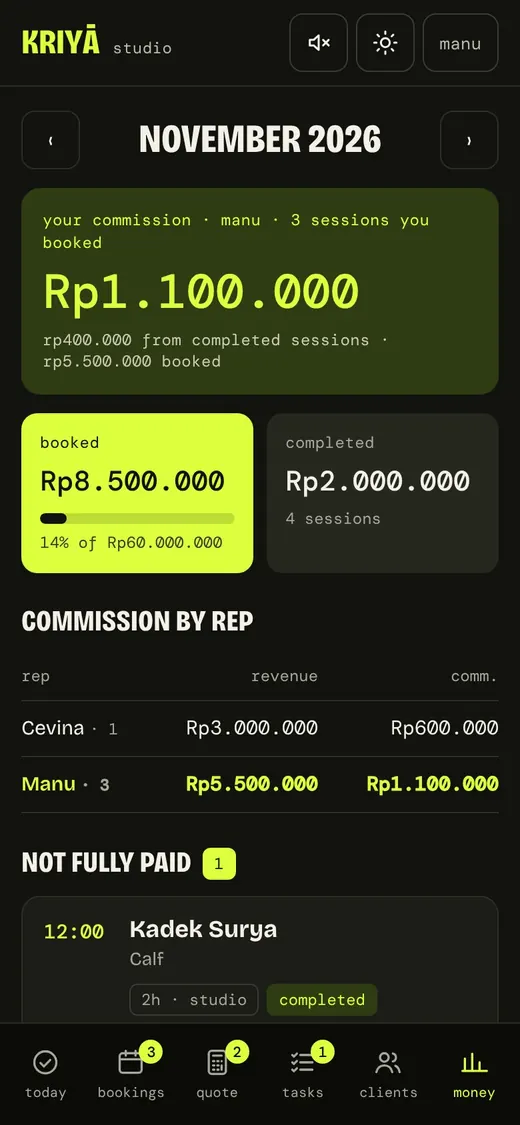 KRIYĀ studio
manu
‹ NOVEMBER 2026 ›
your commission · manu · 3 sessions you
booked
Rp1.100.000
rp400.000 from completed sessions ·
rp5.500.000 booked
booked
Rp8.500.000
14% of Rp60.000.000
completed
Rp2.000.000
4 sessions
COMMISSION BY REP
rep revenue comm.
Cevina · 1 Rp3.000.000 Rp600.000
Manu · 3 Rp5.500.000 Rp1.100.000
NOT FULLY PAID 1
12:00 Kadek Surya
Calf
2h · studio completed
3 2 1
today bookings quote tasks clients money